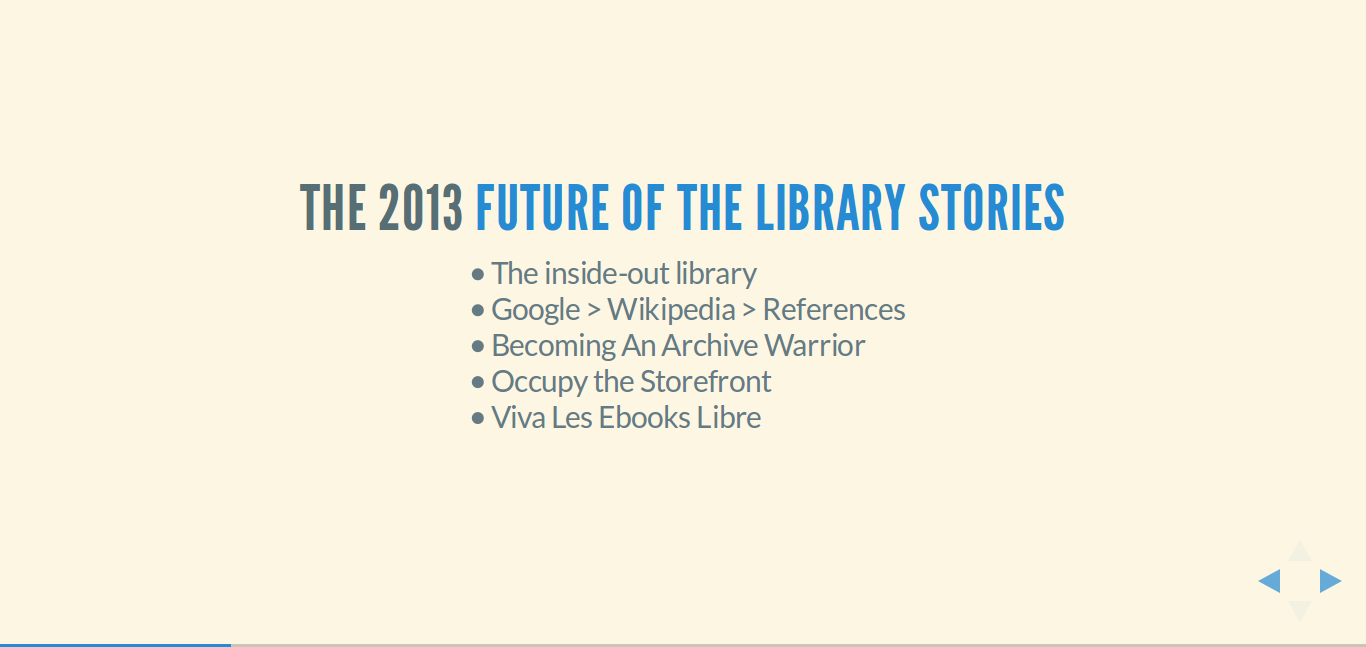 THE 2013 FUTURE OF THE LIBRARY STORIES
• The inside-out library
• Google > Wikipedia > References
• Becoming An Archive Warrior
• Occupy the Storefront
• Viva Les Ebooks Libre